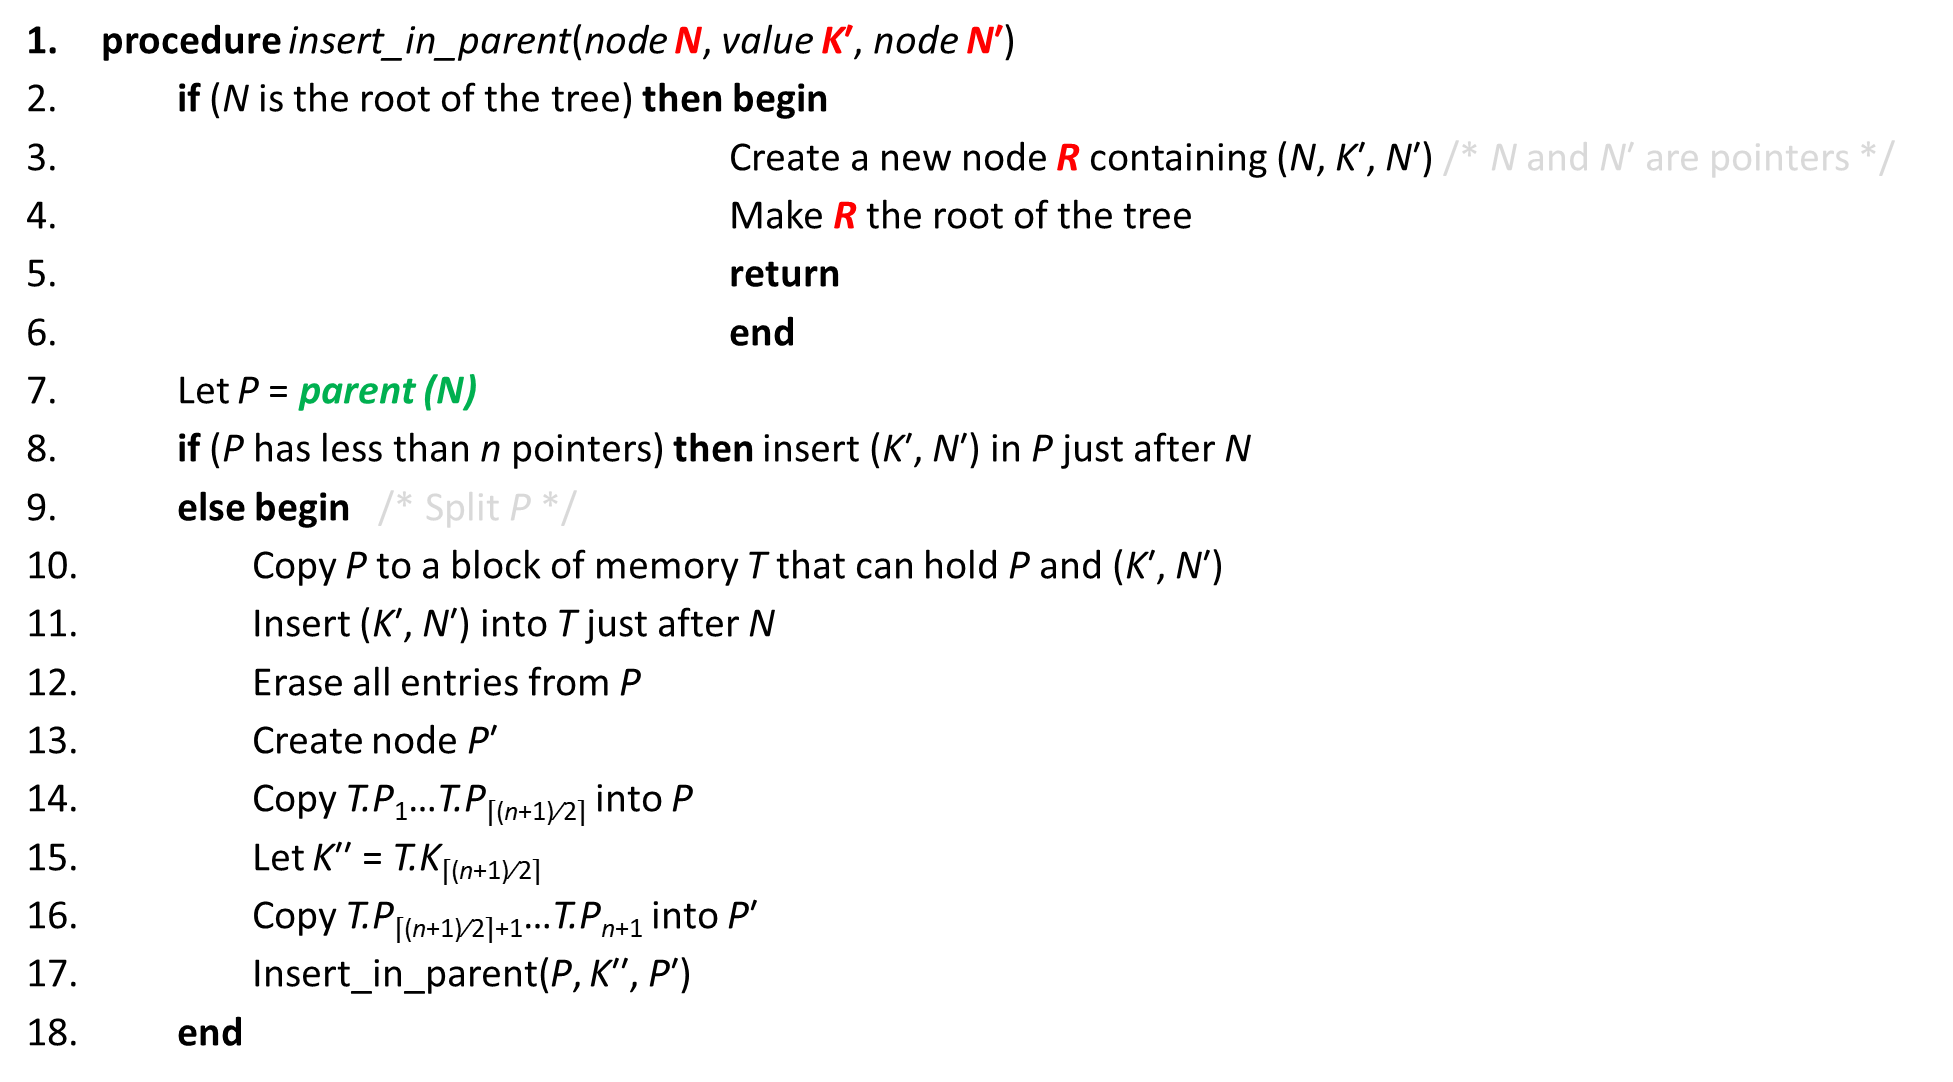 1. procedure insert_in_parent(node N, value K′, node N′)
2. if (N is the root of the tree) then begin
3. Create a new node R containing (N, K′, N′) /* N and N′ are pointers */
4. Make R the root of the tree
5. return
6. end
7. Let P = parent (N)
8. if (P has less than n pointers) then insert (K′, N′) in P just after N
9. else begin /* Split P */
10. Copy P to a block of memory T that can hold P and (K′, N′)
11. Insert (K′, N′) into T just after N
12. Erase all entries from P
13. Create node P′
14. Copy T.P1…T.P⌈(n+1)∕2⌉ into P
15. Let K′′ = T.K⌈(n+1)∕2⌉
16. Copy T.P⌈(n+1)∕2⌉+1…T.Pn+1 into P′
17. Insert_in_parent(P, K′′, P′)
18. end